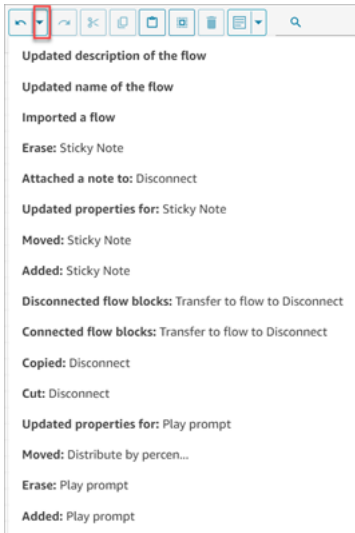 Updated description of the flow
Updated name of the flow
Imported a flow
Erase: Sticky Note
Attached a note to: Disconnect
Updated properties for: Sticky Note
Moved: Sticky Note
Added: Sticky Note
Disconnected flow blocks: Transfer to flow to Disconnect
Connected flow blocks: Transfer to flow to Disconnect
Copied: Disconnect
Cut: Disconnect
Updated properties for: Play prompt
Moved: Distribute by percen...
Erase: Play prompt
Added: Play prompt